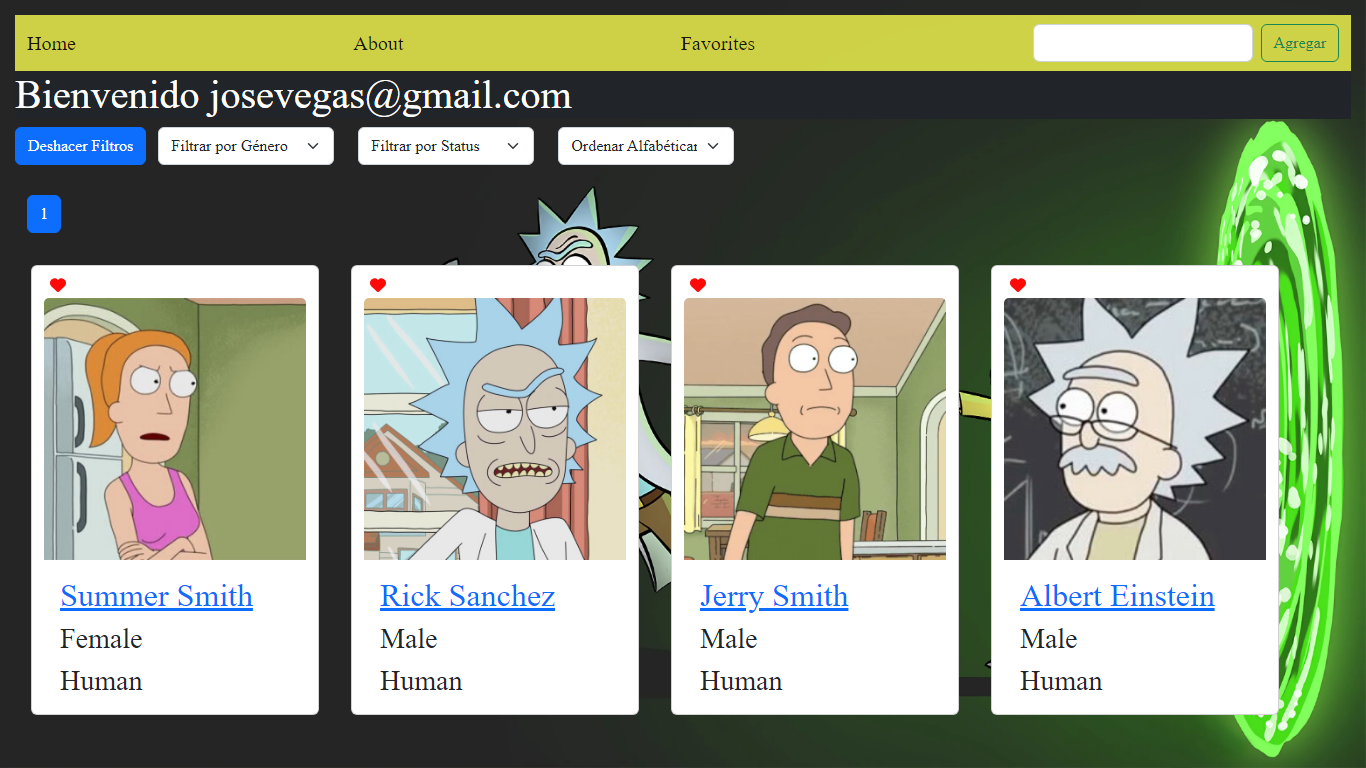 Home About Favorites Agregar
Bienvenido josevegas@gmail.com
Deshacer Filtros Filtrar por Género Filtrar por Status Ordenar Alfabéticar
1
Summer Smith Rick Sanchez Jerry Smith Albert Einstein
Female Male Male Male
Human Human Human Human